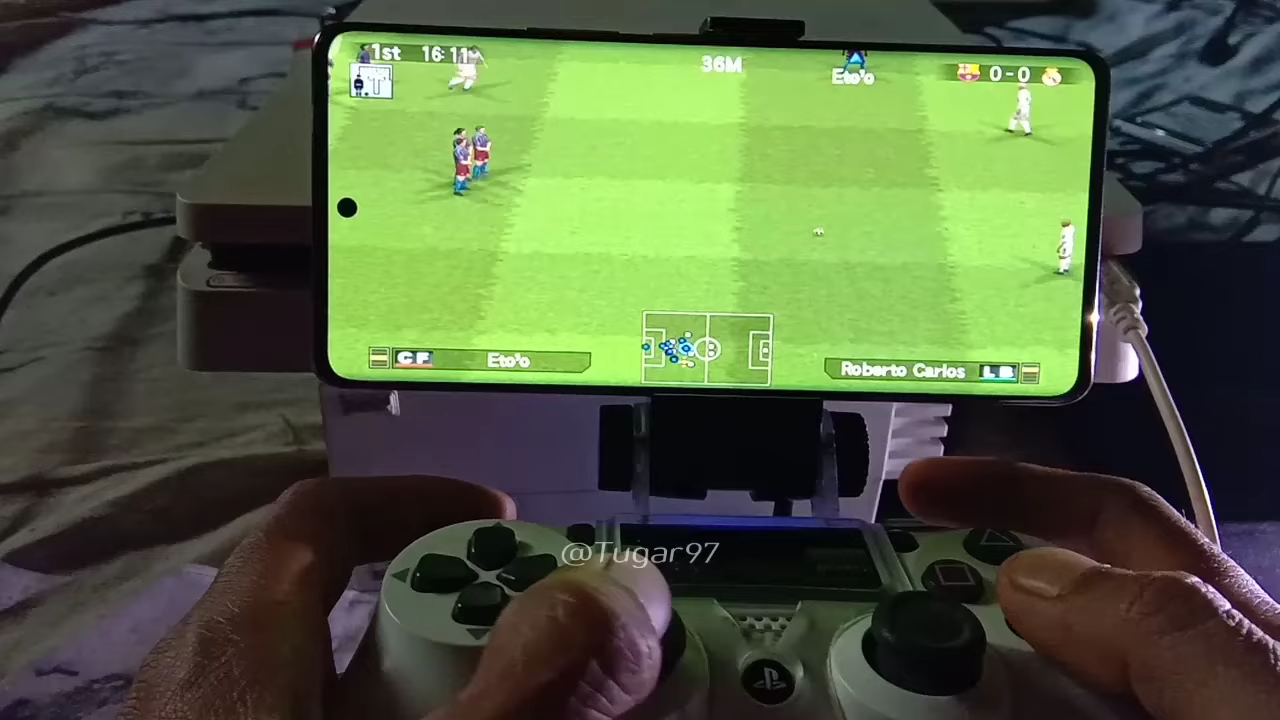 1st 16:11
36M
Eto'o
0-0
CF Eto'o
Roberto Carlos LB
@Tugar97